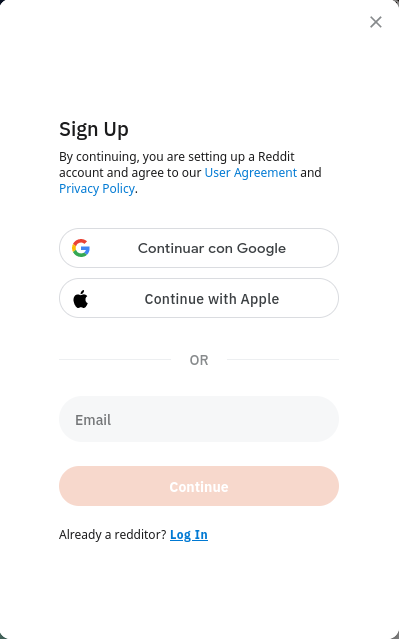 Sign Up
By continuing, you are setting up a Reddit
account and agree to our User Agreement and
Privacy Policy.
Continuar con Google
Continue with Apple
OR
Email
Continue
Already a redditor? Log In